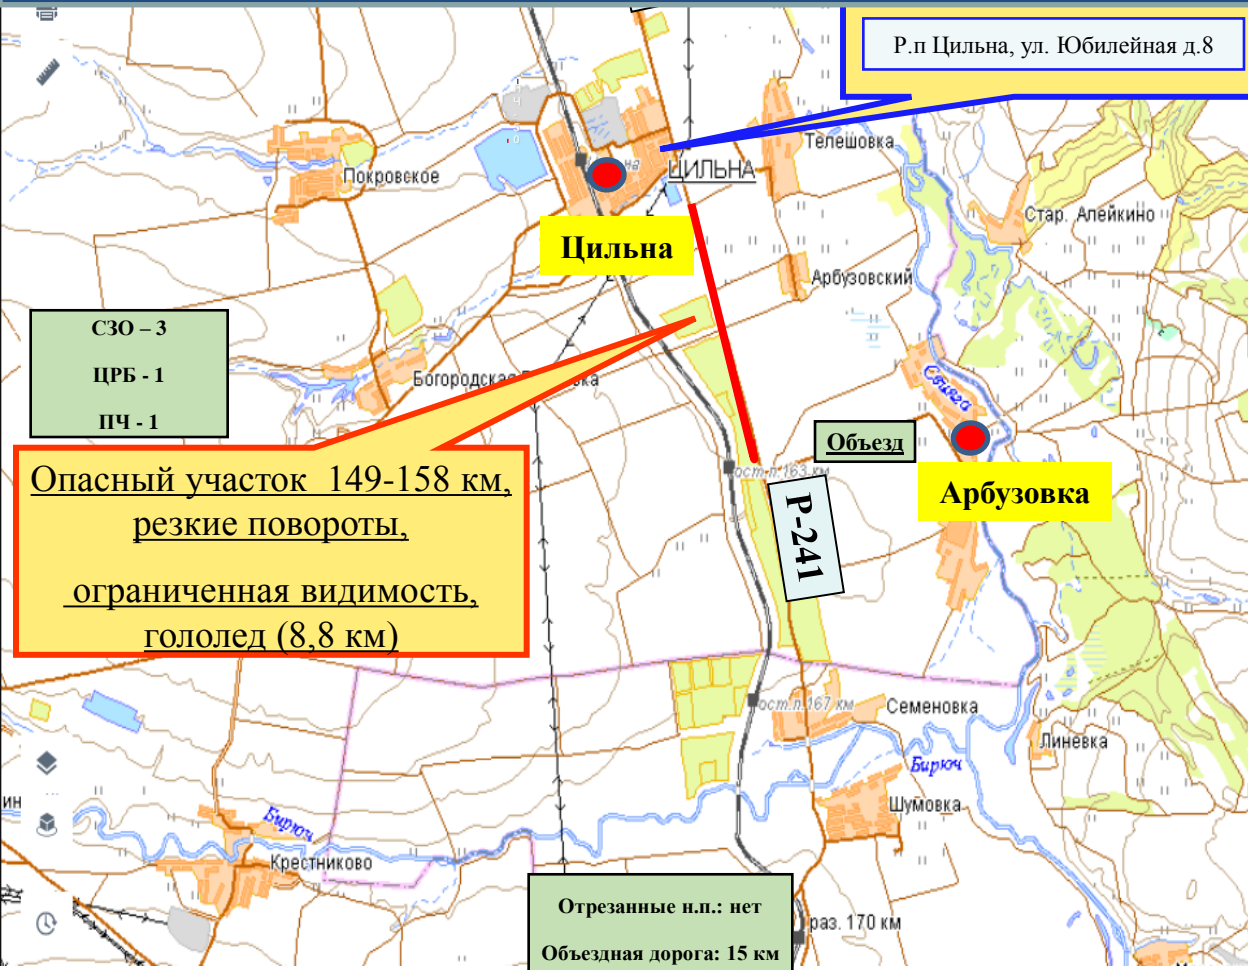 Р.п Цильна, ул. Юбилейная д.8
Телешовка
Покровское
ЦИЛЬНА
Стар. Алейкино
Цильна
Арбузовский
СЗО – 3
ЦРБ - 1
ПЧ - 1
Богородская
Свияга
Объезд
ост.п.163 км
Опасный участок 149-158 км,
резкие повороты,
ограниченная видимость,
гололед (8,8 км)
Арбузовка
Р-241
ост.п.167 км
Семеновка
Линевка
Бирюч
Шумовка
Бирюч
Крестниково
Отрезанные н.п.: нет
раз. 170 км
Объездная дорога: 15 км